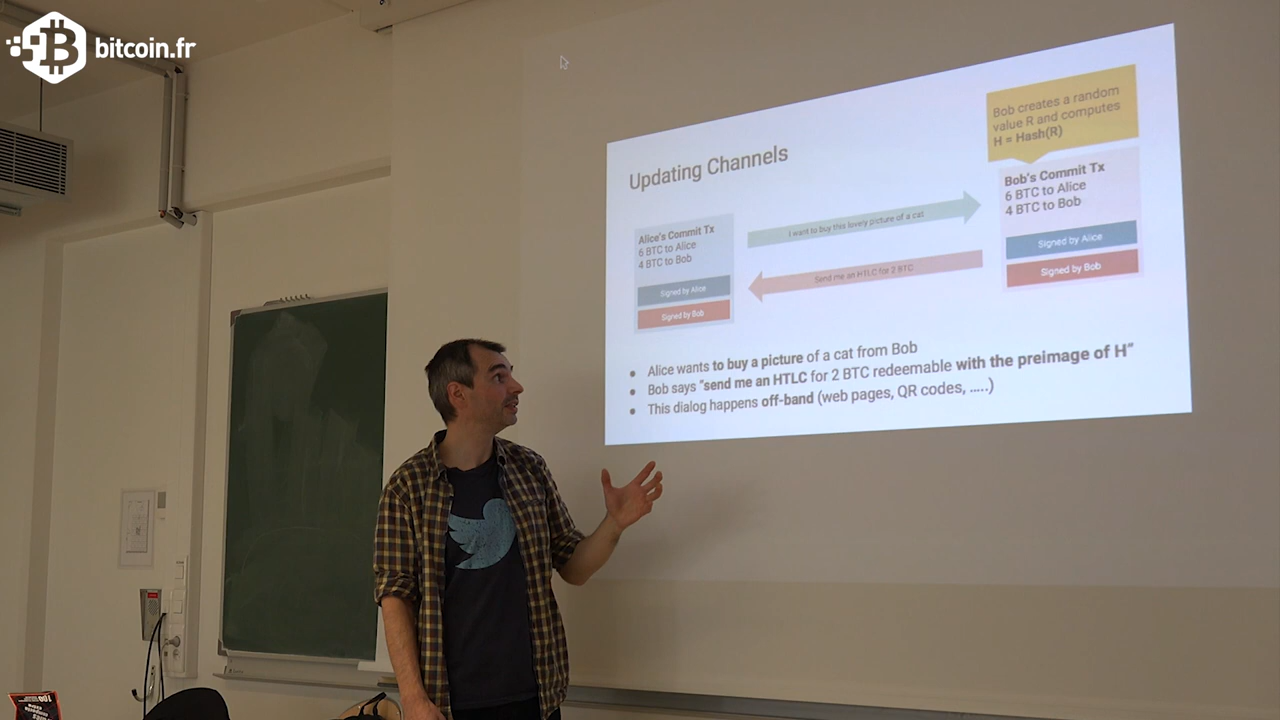 bitcoin.fr
Updating Channels
Bob creates a random
value R and computes
H = Hash(R)
Alice's Commit Tx
6 BTC to Alice
4 BTC to Bob
Signed by Alice
Signed by Bob
I want to buy this lovely picture of a cat
Send me an HTLC for 2 BTC
Bob's Commit Tx
6 BTC to Alice
4 BTC to Bob
Signed by Alice
Signed by Bob
• Alice wants to buy a picture of a cat from Bob
• Bob says "send me an HTLC for 2 BTC redeemable with the preimage of H"
• This dialog happens off-band (web pages, QR codes, .....)